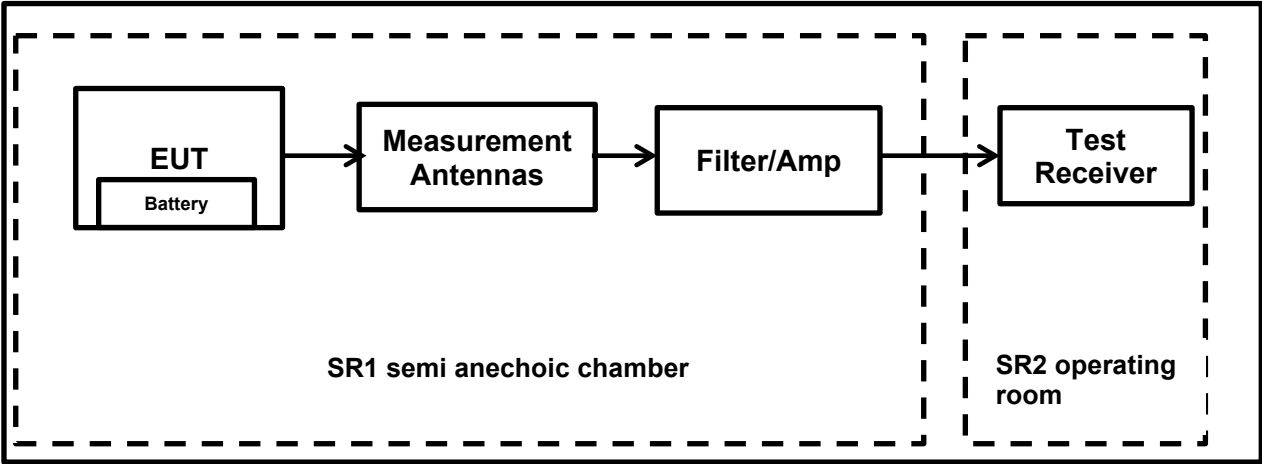 EUT
Battery
Measurement
Antennas
Filter/Amp
Test
Receiver
SR1 semi anechoic chamber
SR2 operating
room